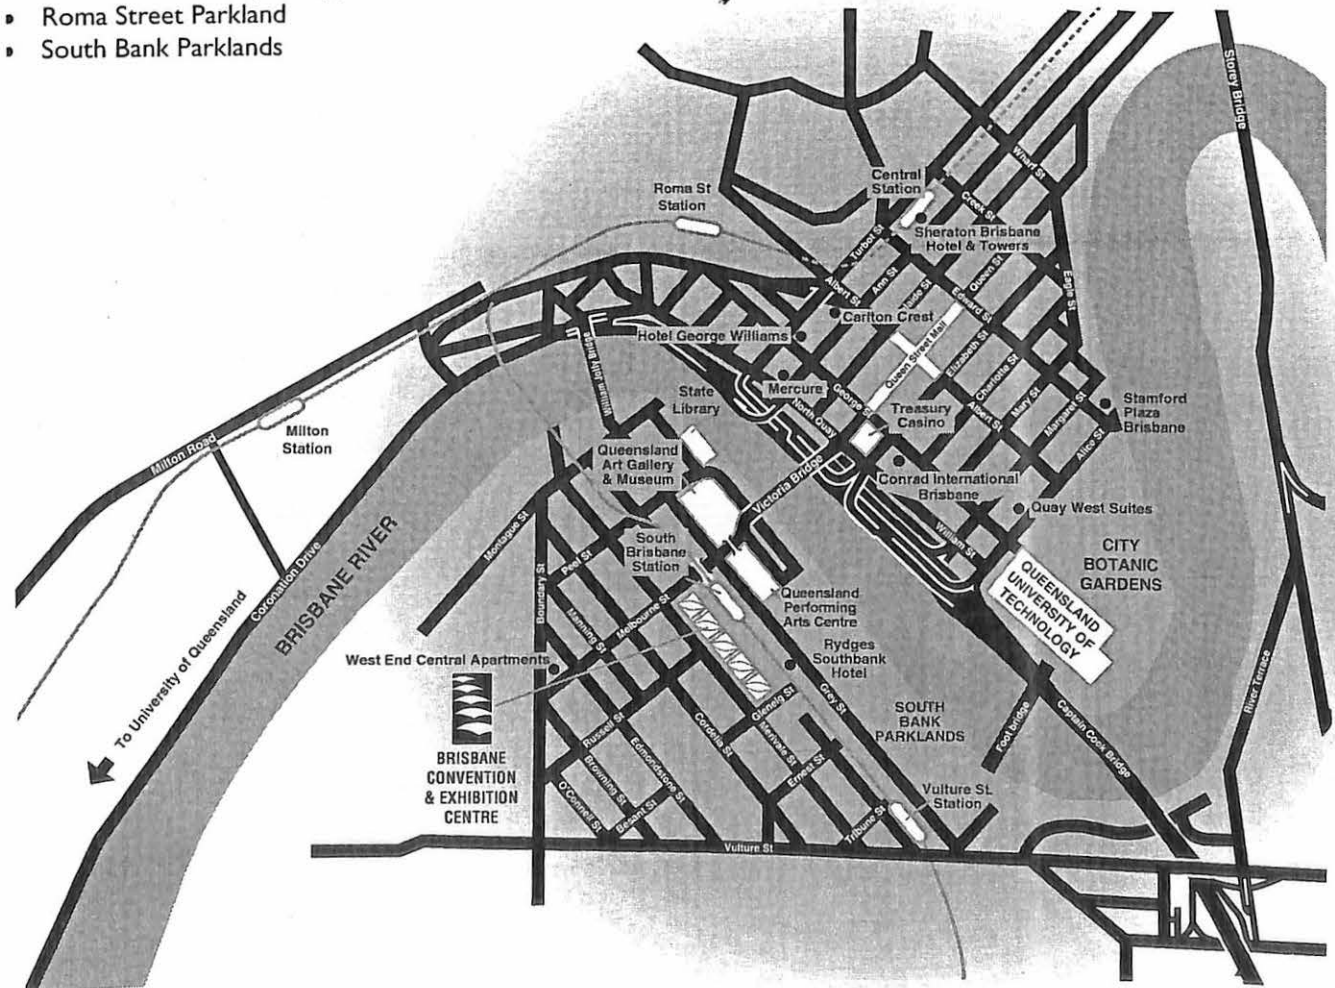 Roma Street Parkland
South Bank Parklands
Storey Bridge
Wharf St
Central
Station
Creek St
Roma St
Station
Sheraton Brisbane
Hotel & Towers
Turbot St
Ann St
Queen St
Eagle St
Albert St
Edward St
Carlton Crest
Hotel George Williams
Queen Street Mall
Elizabeth St
Charlotte St
William Jolly Bridge
Mercure
State
Library
North Quay
George St
Treasury
Casino
Albert St
Mary St
Margaret St
Stamford
Plaza
Brisbane
Alice St
Milton
Station
Milton Road
Queensland
Art Gallery
& Museum
Victoria Bridge
Conrad International
Brisbane
Quay West Suites
William St
CITY
BOTANIC
GARDENS
Montague St
South
Brisbane
Station
Peel St
Boundary St
Coronation Drive
BRISBANE RIVER
QUEENSLAND
UNIVERSITY OF
TECHNOLOGY
Queensland
Performing
Arts Centre
Manning St
Melbourne St
Rydges
Southbank
Hotel
West End Central Apartments
To University of Queensland
Grey St
Glenelg St
SOUTH
BANK
PARKLANDS
Foot bridge
Captain Cook Bridge
River Terrace
Russell St
Cordelia St
Merivale St
Edmondstone St
Ernest St
BRISBANE
CONVENTION
& EXHIBITION
CENTRE
Browning St
O'Connell St
Besant St
Tribune St
Vulture St.
Station
Vulture St